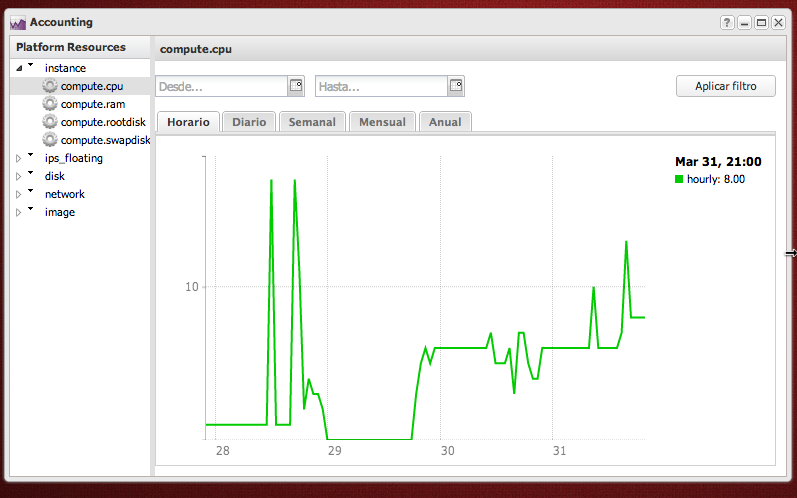 Accounting
?
Platform Resources
instance
compute.cpu
compute.ram
compute.rootdisk
compute.swapdisk
ips_floating
disk
network
image
compute.cpu
Desde...
Hasta...
Aplicar filtro
Horario
Diario
Semanal
Mensual
Anual
Mar 31, 21:00
hourly: 8.00
10
28
29
30
31